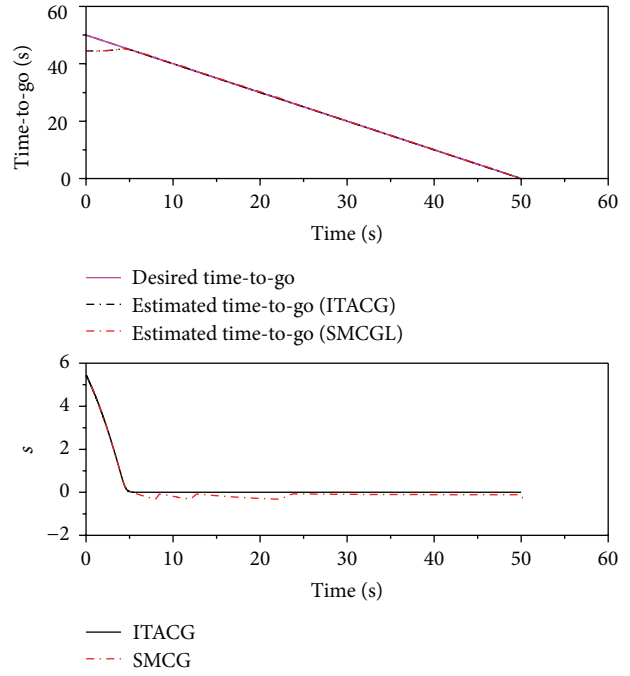 60
40
20
0
Time-to-go (s)
0 10 20 30 40 50 60
Time (s)
Desired time-to-go
Estimated time-to-go (ITACG)
Estimated time-to-go (SMCGL)
6
4
2
0
−2
s
0 10 20 30 40 50 60
Time (s)
ITACG
SMCG